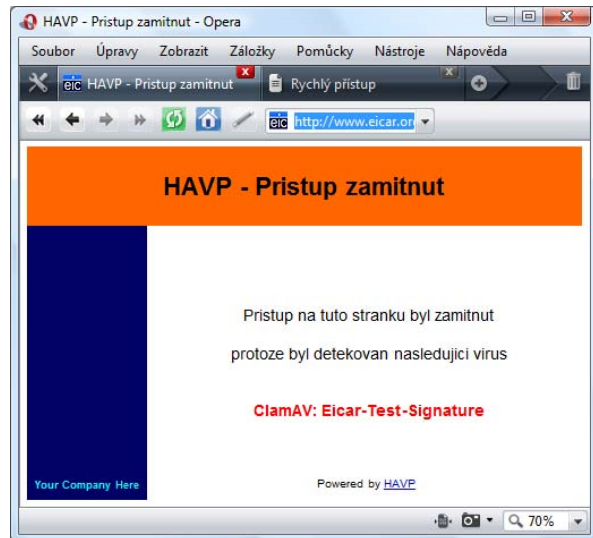 HAVP - Pristup zamitnut - Opera
Soubor Úpravy Zobrazit Záložky Pomůcky Nástroje Nápověda
eic HAVP - Pristup zamitnut Rychlý přístup
eic http://www.eicar.or
HAVP - Pristup zamitnut
Pristup na tuto stranku byl zamitnut
protoze byl detekovan nasledujici virus
ClamAV: Eicar-Test-Signature
Your Company Here
Powered by HAVP
70%